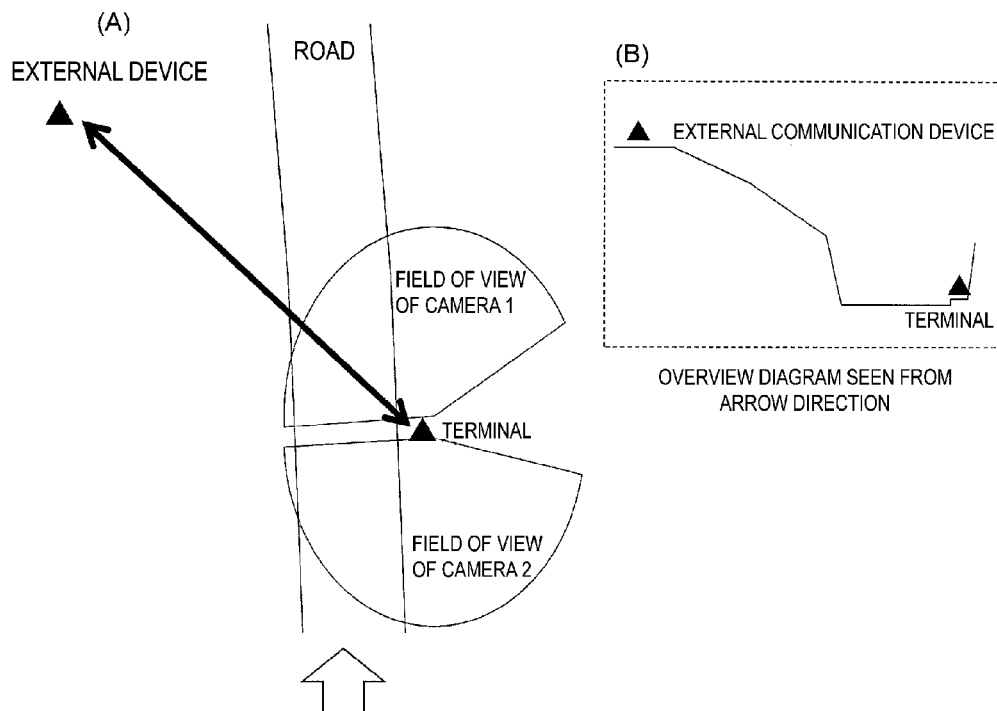 (A)
ROAD
EXTERNAL DEVICE
FIELD OF VIEW
OF CAMERA 1
TERMINAL
FIELD OF VIEW
OF CAMERA 2
(B)
EXTERNAL COMMUNICATION DEVICE
TERMINAL
OVERVIEW DIAGRAM SEEN FROM
ARROW DIRECTION